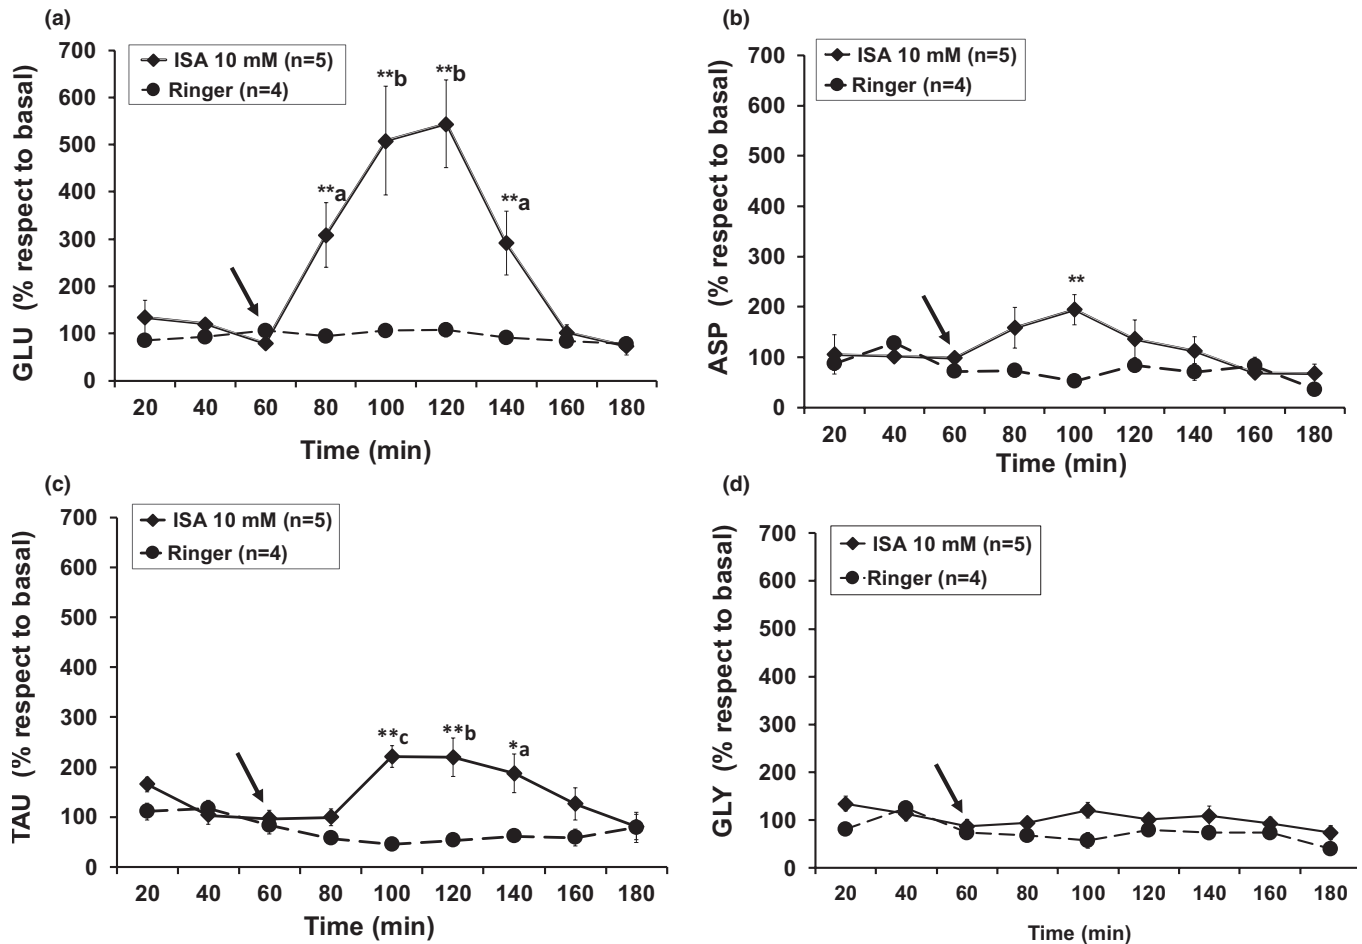 (a)
700
600
500
400
300
200
100
0
GLU (% respect to basal)
ISA 10 mM (n=5)
Ringer (n=4)
**a
**b
**b
**a
20 40 60 80 100 120 140 160 180
Time (min)
(b)
700
600
500
400
300
200
100
0
ASP (% respect to basal)
ISA 10 mM (n=5)
Ringer (n=4)
**
20 40 60 80 100 120 140 160 180
Time (min)
(c)
700
600
500
400
300
200
100
0
TAU (% respect to basal)
ISA 10 mM (n=5)
Ringer (n=4)
**c
**b
*a
20 40 60 80 100 120 140 160 180
Time (min)
(d)
700
600
500
400
300
200
100
0
GLY (% respect to basal)
ISA 10 mM (n=5)
Ringer (n=4)
20 40 60 80 100 120 140 160 180
Time (min)